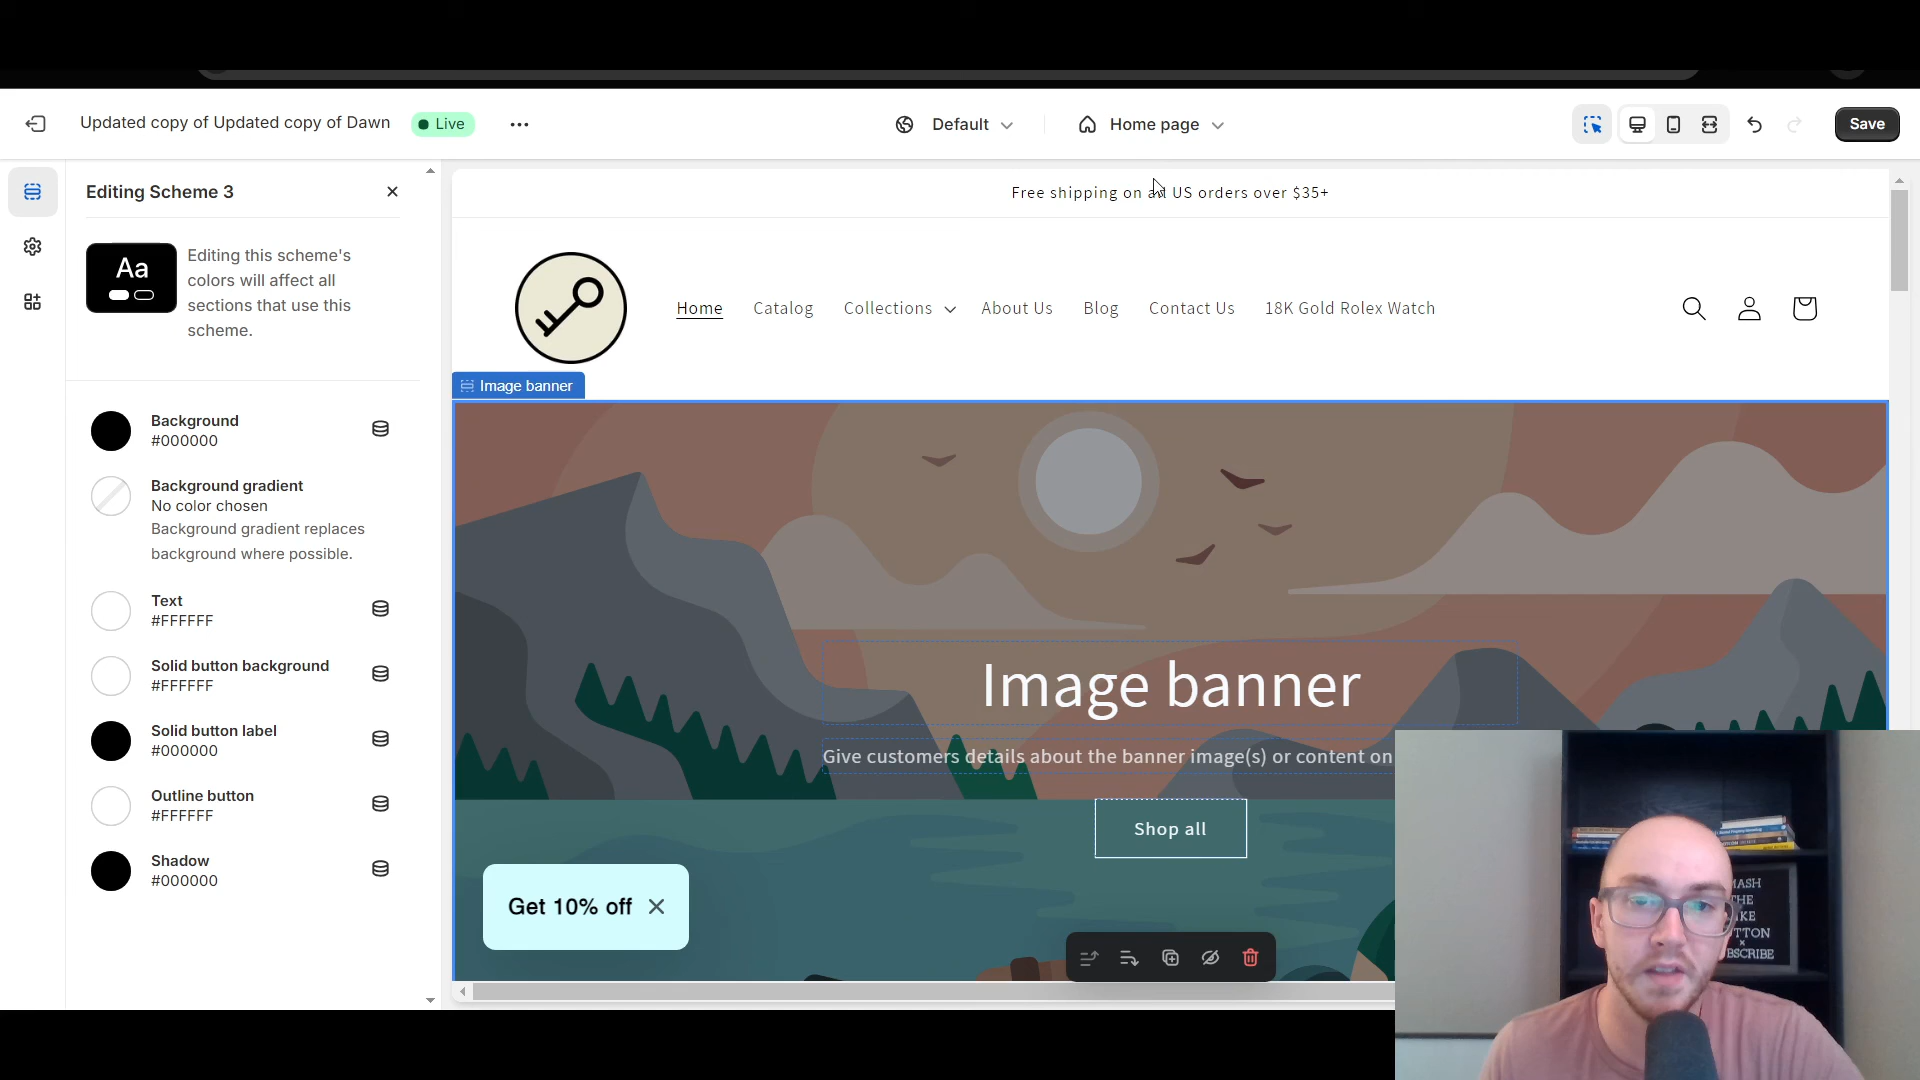 Updated copy of Updated copy of Dawn
Live
Default
Home page
Save
Editing Scheme 3
Aa
Editing this scheme's
colors will affect all
sections that use this
scheme.
Background
#000000
Background gradient
No color chosen
Background gradient replaces
background where possible.
Text
#FFFFFF
Solid button background
#FFFFFF
Solid button label
#000000
Outline button
#FFFFFF
Shadow
#000000
Free shipping on all US orders over $35+
Home
Catalog
Collections
About Us
Blog
Contact Us
18K Gold Rolex Watch
Image banner
Image banner
Give customers details about the banner image(s) or content on
Shop all
Get 10% off
THE